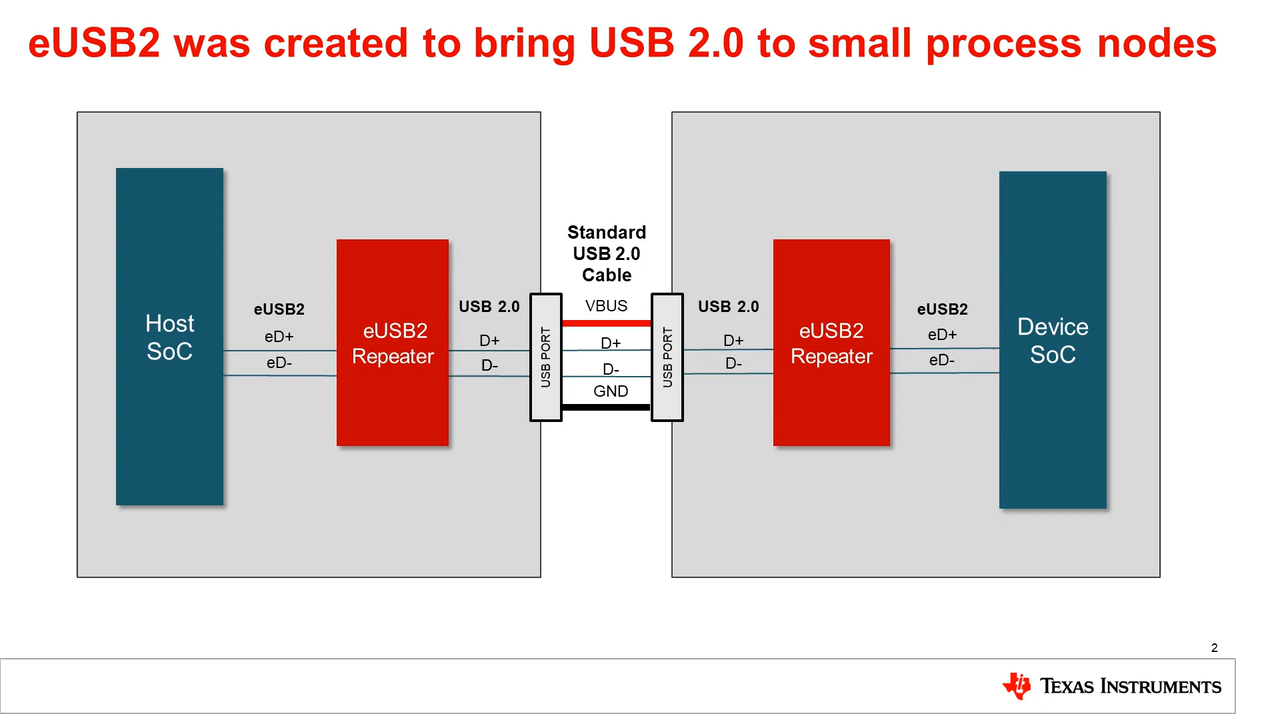 eUSB2 was created to bring USB 2.0 to small process nodes
Host
SoC
eUSB2
eD+
eD-
eUSB2
Repeater
USB 2.0
D+
D-
USB PORT
Standard
USB 2.0
Cable
VBUS
D+
D-
GND
USB PORT
USB 2.0
D+
D-
eUSB2
Repeater
eUSB2
eD+
eD-
Device
SoC
2
TEXAS INSTRUMENTS